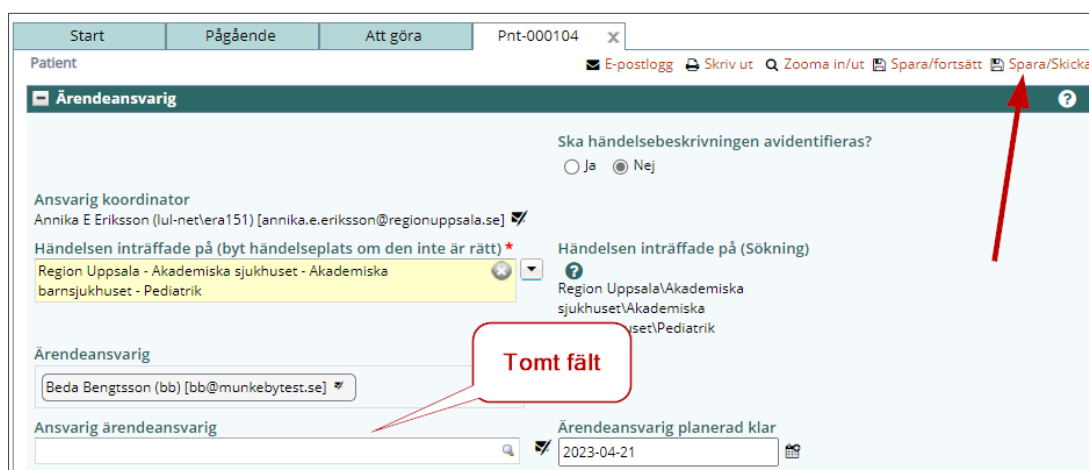 Start Pågående Att göra Pnt-000104 x
Patient E-postlogg Skriv ut Zooma in/ut Spara/fortsätt Spara/Skicka
Ärendeansvarig ?
Ska händelsebeskrivningen avidentifieras?
Ja Nej
Ansvarig koordinator
Annika E Eriksson (lul-net\era151) [annika.e.eriksson@regionuppsala.se]
Händelsen inträffade på (byt händelseplats om den inte är rätt) *
Region Uppsala - Akademiska sjukhuset - Akademiska
barnsjukhuset - Pediatrik
Händelsen inträffade på (Sökning)
?
Region Uppsala\Akademiska
sjukhuset\Akademiska
uset\Pediatrik
Ärendeansvarig
Beda Bengtsson (bb) [bb@munkebytest.se]
Tomt fält
Ansvarig ärendeansvarig
Ärendeansvarig planerad klar
2023-04-21